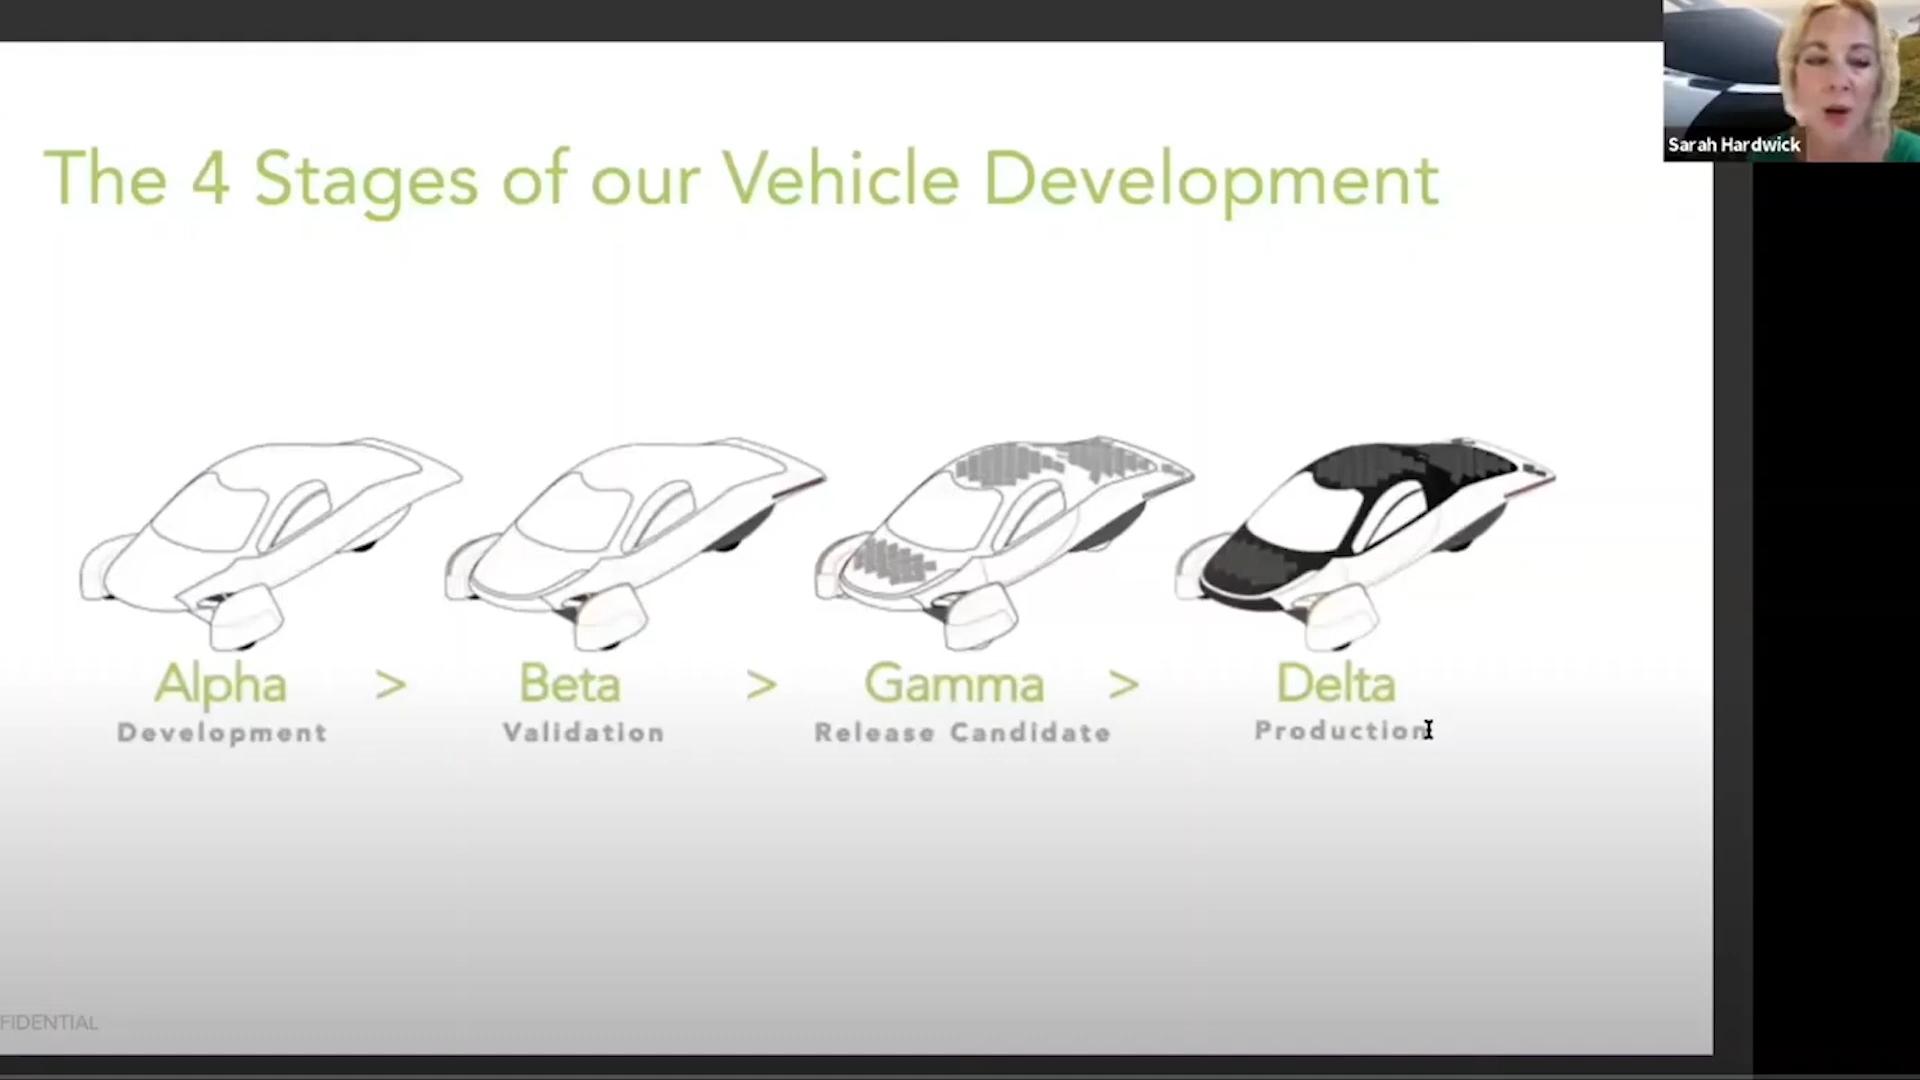 Sarah Hardwick
The 4 Stages of our Vehicle Development
Alpha > Beta > Gamma > Delta
Development Validation Release Candidate Production
FIDENTIAL